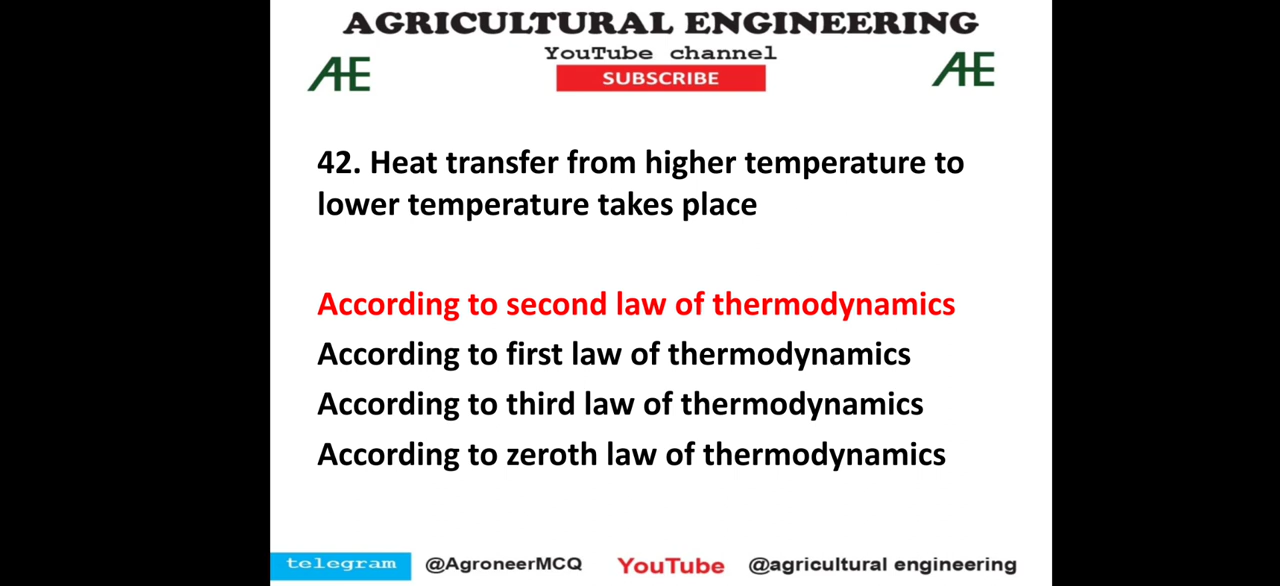 AGRICULTURAL ENGINEERING
YouTube channel
AE
SUBSCRIBE
AE
42. Heat transfer from higher temperature to
lower temperature takes place
According to second law of thermodynamics
According to first law of thermodynamics
According to third law of thermodynamics
According to zeroth law of thermodynamics
telegram @AgroneerMCQ YouTube @agricultural engineering